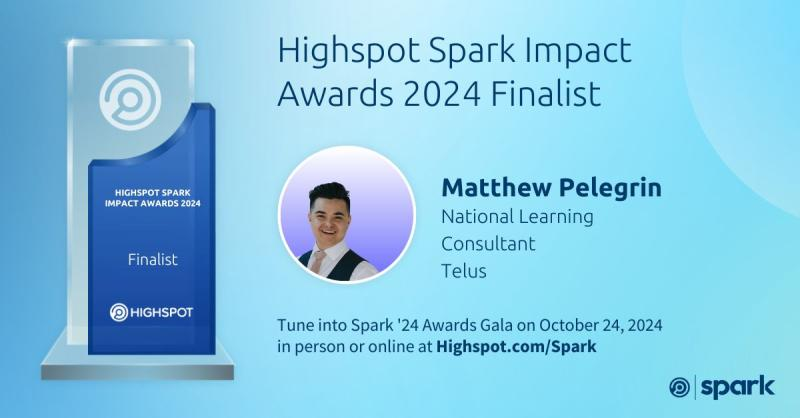 Highspot Spark Impact
Awards 2024 Finalist
HIGHSPOT SPARK
IMPACT AWARDS 2024
Finalist
HIGHSPOT
Matthew Pelegrin
National Learning
Consultant
Telus
Tune into Spark '24 Awards Gala on October 24, 2024
in person or online at Highspot.com/Spark
spark